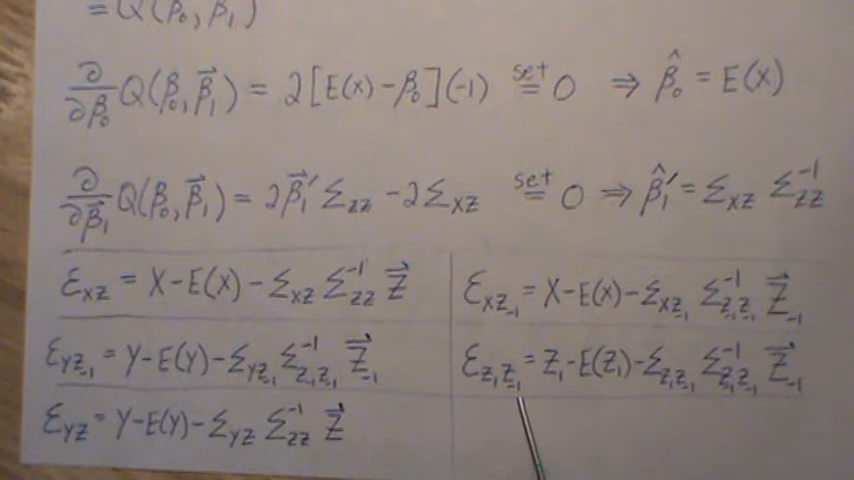 = Q(β₀, β₁)
∂/∂β₀ Q(β₀, β⃗₁) = 2[E(X) - β₀](-1) set= 0 ⇒ β̂₀ = E(X)
∂/∂β⃗₁ Q(β₀, β⃗₁) = 2β⃗₁' Σ_ZZ - 2Σ_XZ set= 0 ⇒ β̂₁' = Σ_XZ Σ_ZZ⁻¹
ε_XZ = X - E(X) - Σ_XZ Σ_ZZ⁻¹ Z⃗
ε_XZ₋₁ = X - E(X) - Σ_XZ₋₁ Σ_Z₋₁Z₋₁⁻¹ Z⃗₋₁
ε_YZ₋₁ = Y - E(Y) - Σ_YZ₋₁ Σ_Z₋₁Z₋₁⁻¹ Z⃗₋₁
ε_Z₁Z₋₁ = Z₁ - E(Z₁) - Σ_Z₁Z₋₁ Σ_Z₋₁Z₋₁⁻¹ Z⃗₋₁
ε_YZ = Y - E(Y) - Σ_YZ Σ_ZZ⁻¹ Z⃗